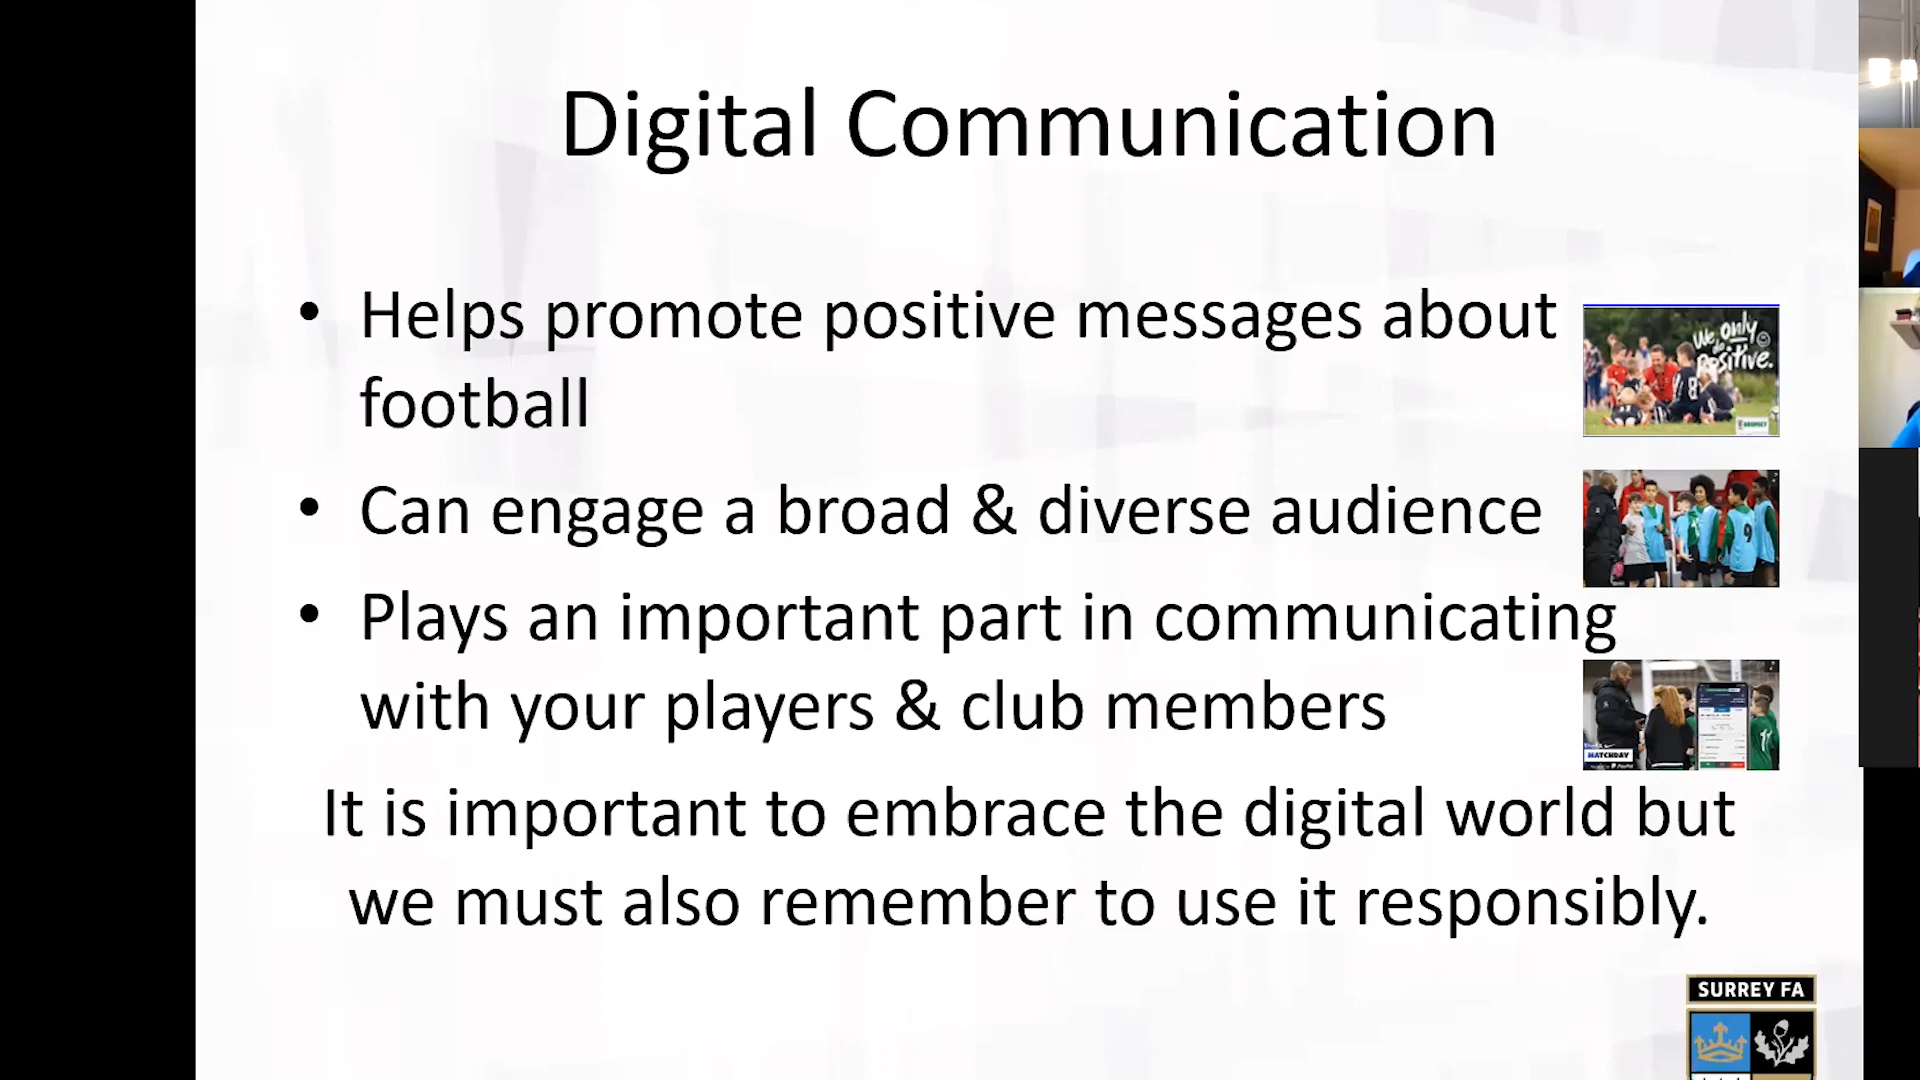 Digital Communication
• Helps promote positive messages about
football
We only
do
Positive.
RESPECT
• Can engage a broad & diverse audience
9
• Plays an important part in communicating
with your players & club members
MATCHDAY
It is important to embrace the digital world but
we must also remember to use it responsibly.
SURREY FA